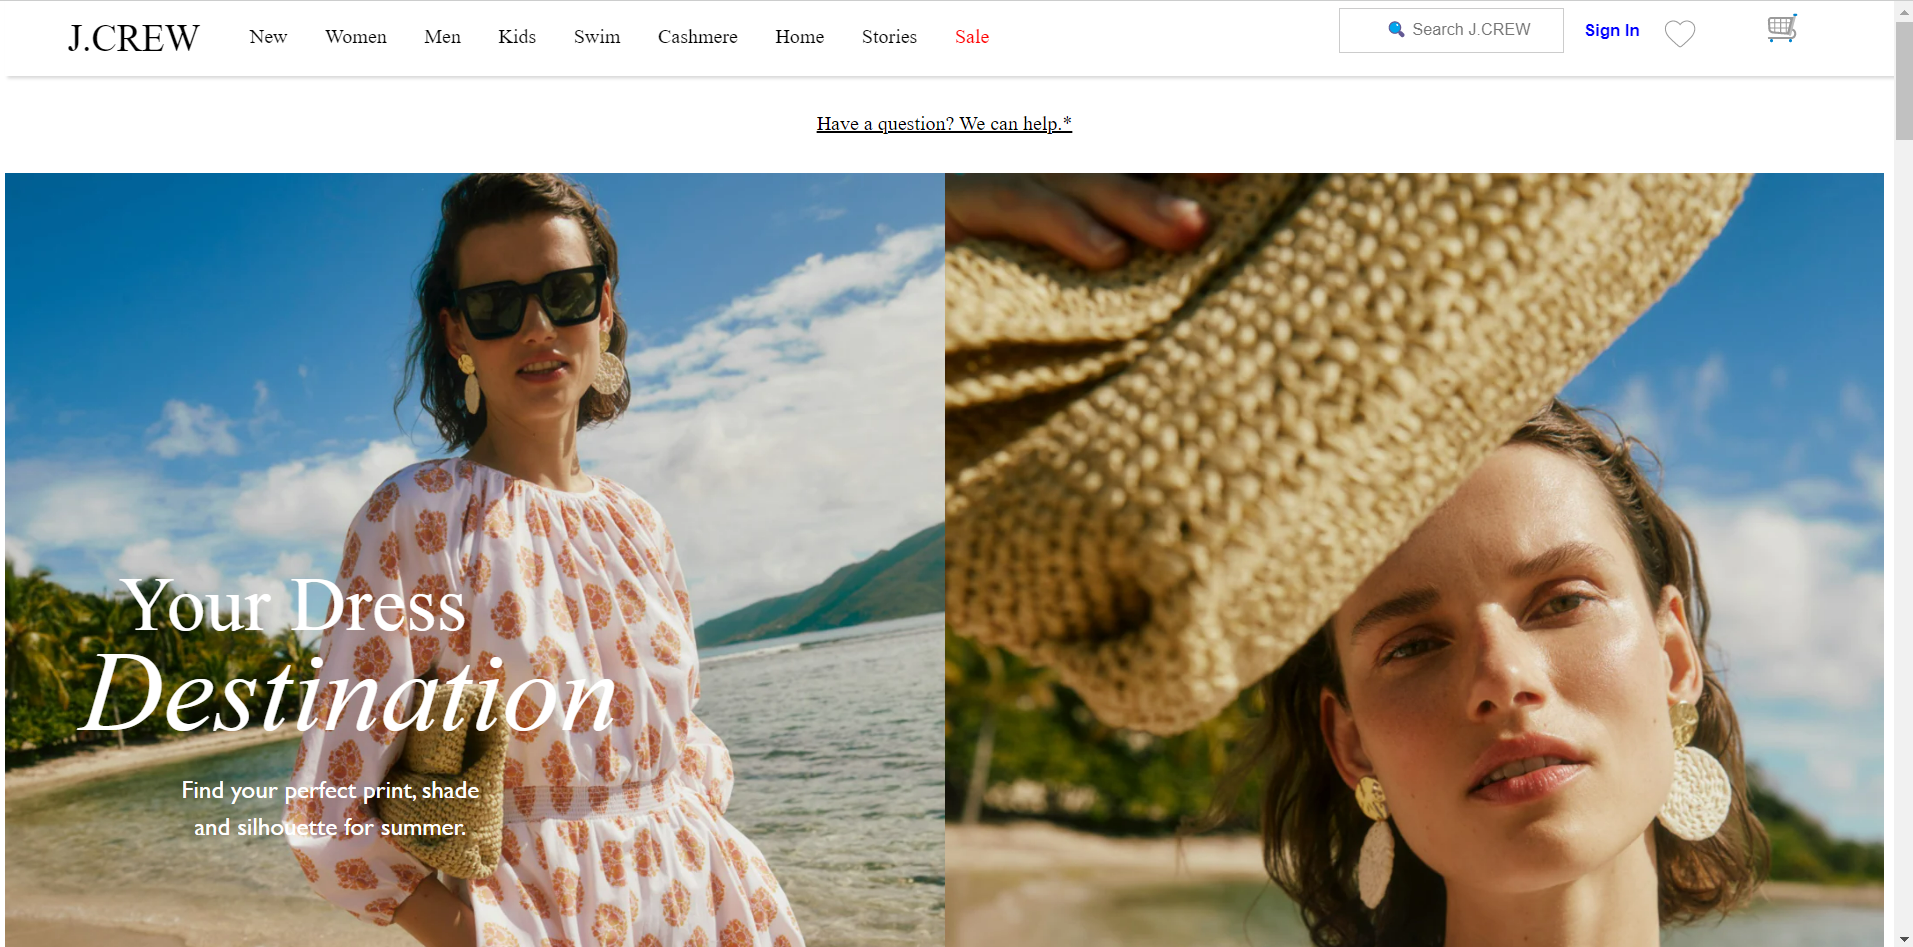 J.CREW New Women Men Kids Swim Cashmere Home Stories Sale Search J.CREW Sign In
Have a question? We can help.*
Your Dress
Destination
Find your perfect print, shade
and silhouette for summer.